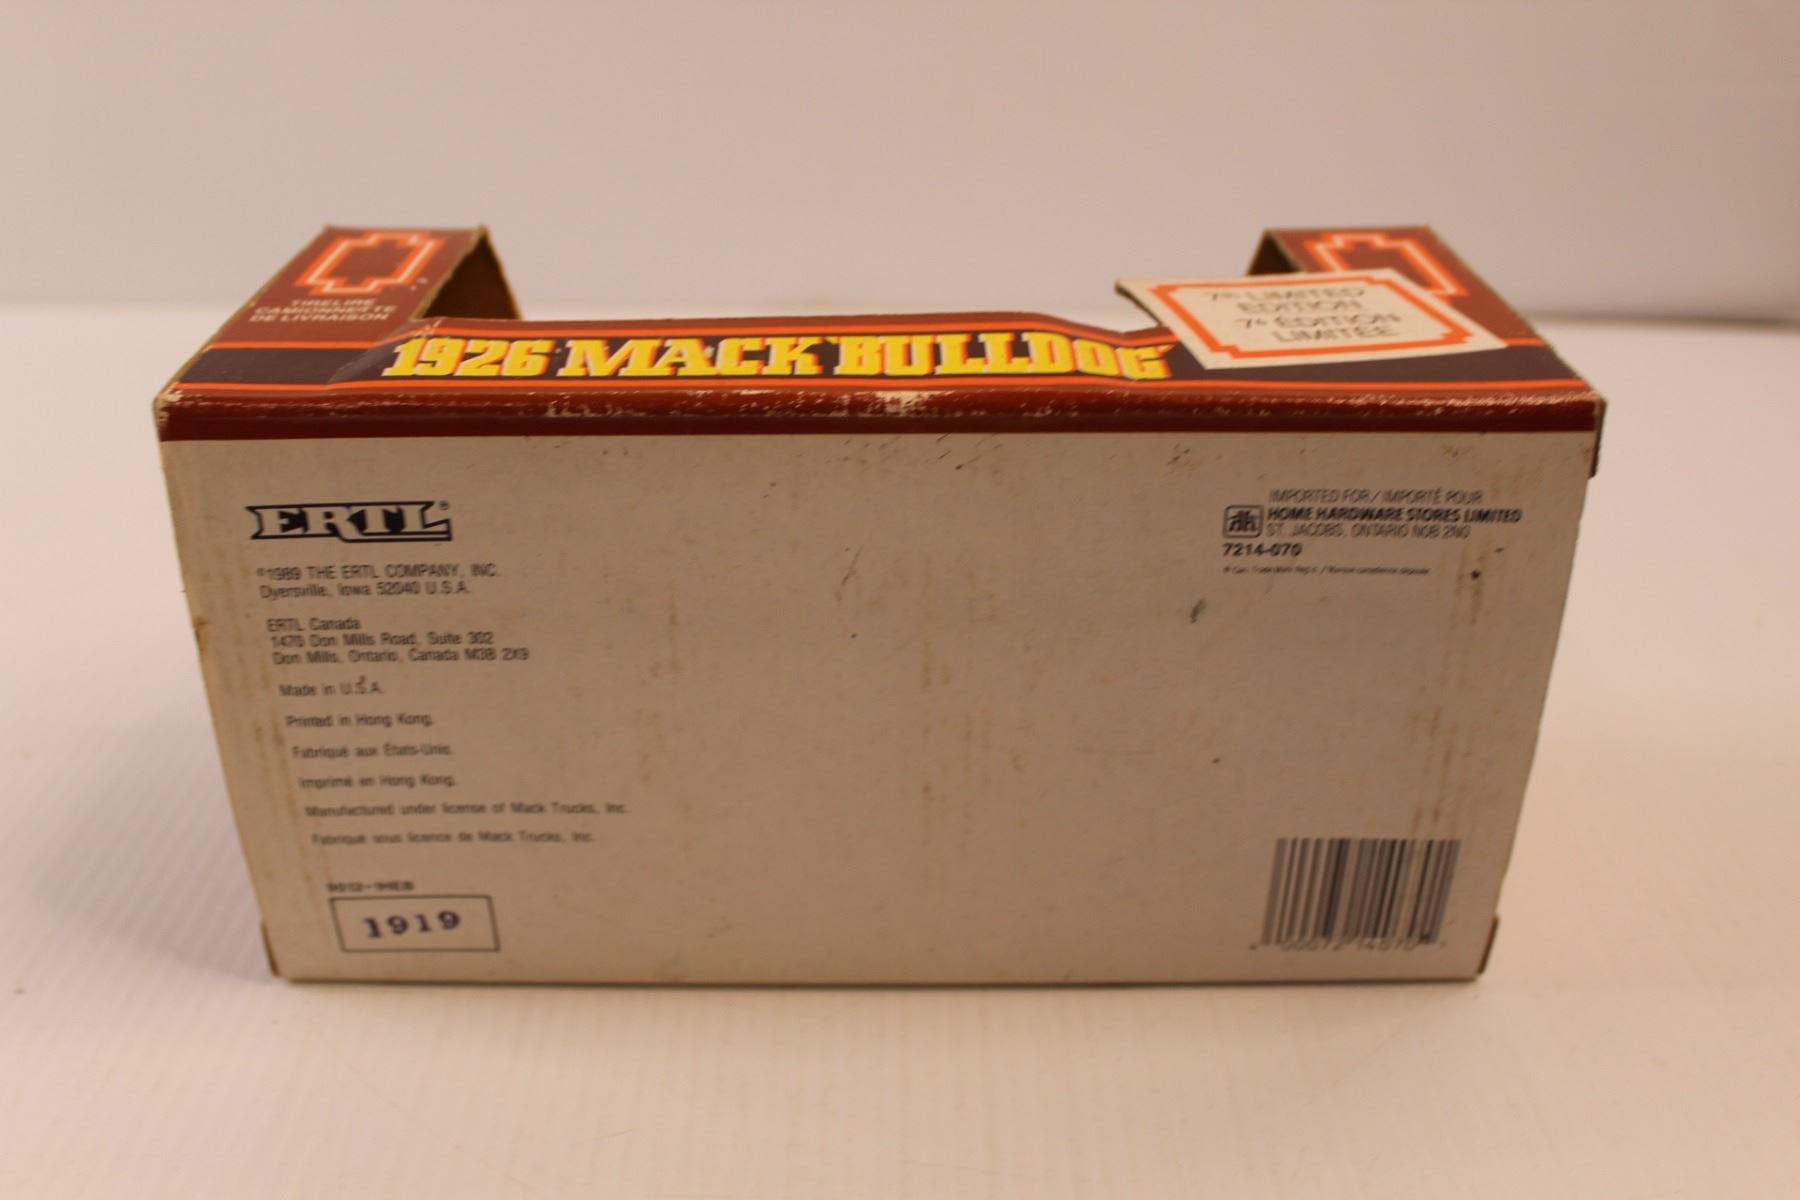 TIRELIRE
CAMIONNETTE
DE LIVRAISON
1926 MACK "BULLDOG"
7th LIMITED
EDITION
7e ÉDITION
LIMITÉE
ERTL®
©1989 THE ERTL COMPANY, INC.
Dyersville, Iowa 52040 U.S.A.
ERTL Canada
1470 Don Mills Road, Suite 302
Don Mills, Ontario, Canada M3B 2X9
Made in U.S.A.
Printed in Hong Kong.
Fabriqué aux États-Unis.
Imprimé en Hong Kong.
Manufactured under license of Mack Trucks, Inc.
Fabriqué sous licence de Mack Trucks, Inc.
1919
IMPORTED FOR / IMPORTÉ POUR
HOME HARDWARE STORES LIMITED
ST. JACOBS, ONTARIO N0B 2N0
7214-070